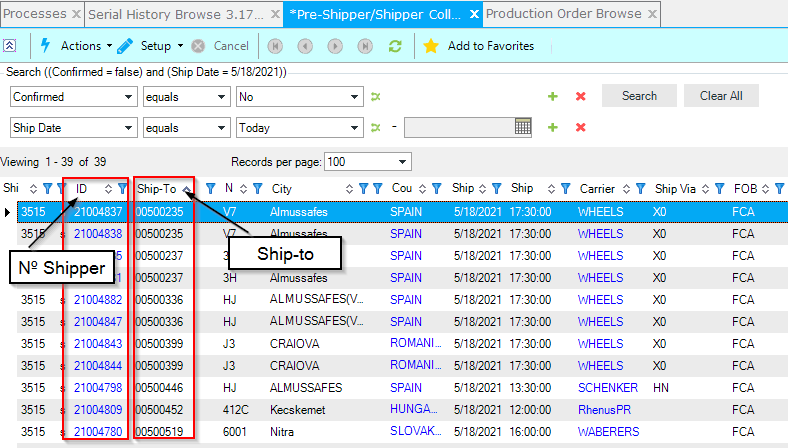 Processes Serial History Browse 3.17... *Pre-Shipper/Shipper Coll... Production Order Browse
Actions Setup Cancel Add to Favorites
Search ((Confirmed = false) and (Ship Date = 5/18/2021))
Confirmed equals No Search Clear All
Ship Date equals Today -
Viewing 1 - 39 of 39 Records per page: 100
Shi ID Ship-To N City Cou Ship Ship Carrier Ship Via FOB
3515 21004837 00500235 V7 Almussafes SPAIN 5/18/2021 17:30:00 WHEELS X0 FCA
3515 s 21004838 00500235 V7 Almussafes SPAIN 5/18/2021 17:30:00 WHEELS X0 FCA
Ship-to
5 00500237 3 SPAIN 5/18/2021 17:30:00 WHEELS X0 FCA
Nº Shipper
1 00500237 3H Almussafes SPAIN 5/18/2021 17:30:00 WHEELS X0 FCA
3515 s 21004882 00500336 HJ ALMUSSAFES(V... SPAIN 5/18/2021 17:30:00 WHEELS X0 FCA
3515 s 21004847 00500336 HJ ALMUSSAFES(V... SPAIN 5/18/2021 17:30:00 WHEELS X0 FCA
3515 s 21004843 00500399 J3 CRAIOVA ROMANI... 5/18/2021 17:30:00 WHEELS X0 FCA
3515 s 21004844 00500399 J3 CRAIOVA ROMANI... 5/18/2021 17:30:00 WHEELS X0 FCA
3515 s 21004798 00500446 HJ ALMUSSAFES SPAIN 5/18/2021 13:30:00 SCHENKER HN FCA
3515 s 21004809 00500452 412C Kecskemet HUNGA... 5/18/2021 12:00:00 RhenusPR FCA
3515 s 21004780 00500519 6001 Nitra SLOVAK... 5/18/2021 16:00:00 WABERERS FCA